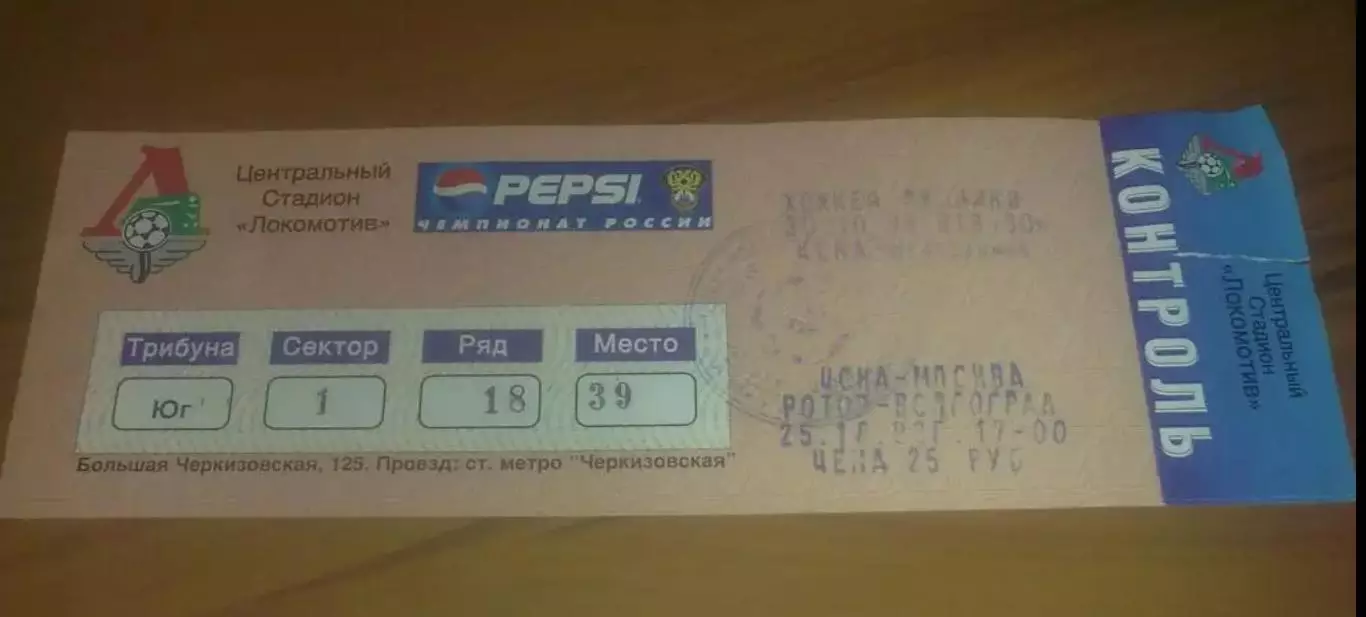 Центральный
Стадион
«Локомотив»
PEPSI
ЧЕМПИОНАТ РОССИИ
Трибуна Сектор Ряд Место
Юг 1 18 39
Большая Черкизовская, 125. Проезд: ст. метро "Черкизовская"
ЦСКА-МОСКВА
РОТОР-ВОЛГОГРАД
17-00
ЦЕНА 25 РУБ
КОНТРОЛЬ
Центральный
Стадион
«Локомотив»